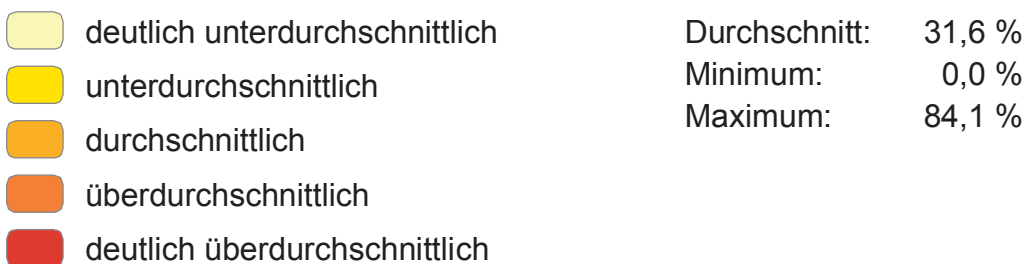 deutlich unterdurchschnittlich
unterdurchschnittlich
durchschnittlich
überdurchschnittlich
deutlich überdurchschnittlich
Durchschnitt: 31,6 %
Minimum: 0,0 %
Maximum: 84,1 %